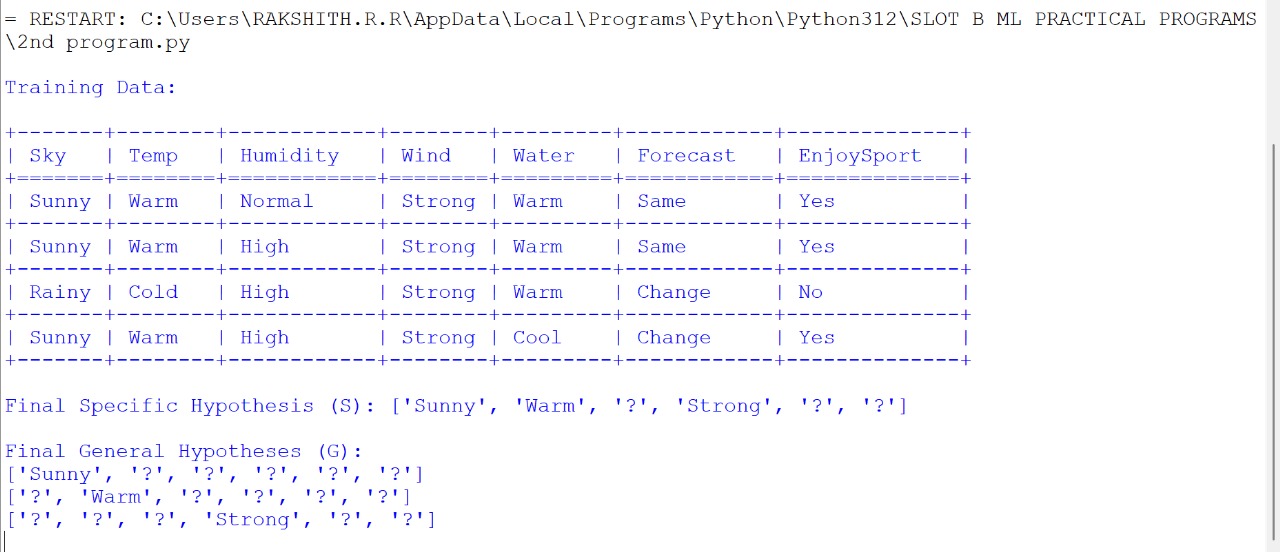 = RESTART: C:\Users\RAKSHITH.R.R\AppData\Local\Programs\Python\Python312\SLOT B ML PRACTICAL PROGRAMS
\2nd program.py
Training Data:
+-------+--------+------------+--------+---------+------------+--------------+
| Sky   | Temp   | Humidity   | Wind   | Water   | Forecast   | EnjoySport   |
+=======+========+============+========+=========+============+==============+
| Sunny | Warm   | Normal     | Strong | Warm    | Same       | Yes          |
+-------+--------+------------+--------+---------+------------+--------------+
| Sunny | Warm   | High       | Strong | Warm    | Same       | Yes          |
+-------+--------+------------+--------+---------+------------+--------------+
| Rainy | Cold   | High       | Strong | Warm    | Change     | No           |
+-------+--------+------------+--------+---------+------------+--------------+
| Sunny | Warm   | High       | Strong | Cool    | Change     | Yes          |
+-------+--------+------------+--------+---------+------------+--------------+
Final Specific Hypothesis (S): ['Sunny', 'Warm', '?', 'Strong', '?', '?']
Final General Hypotheses (G):
['Sunny', '?', '?', '?', '?', '?']
['?', 'Warm', '?', '?', '?', '?']
['?', '?', '?', 'Strong', '?', '?']